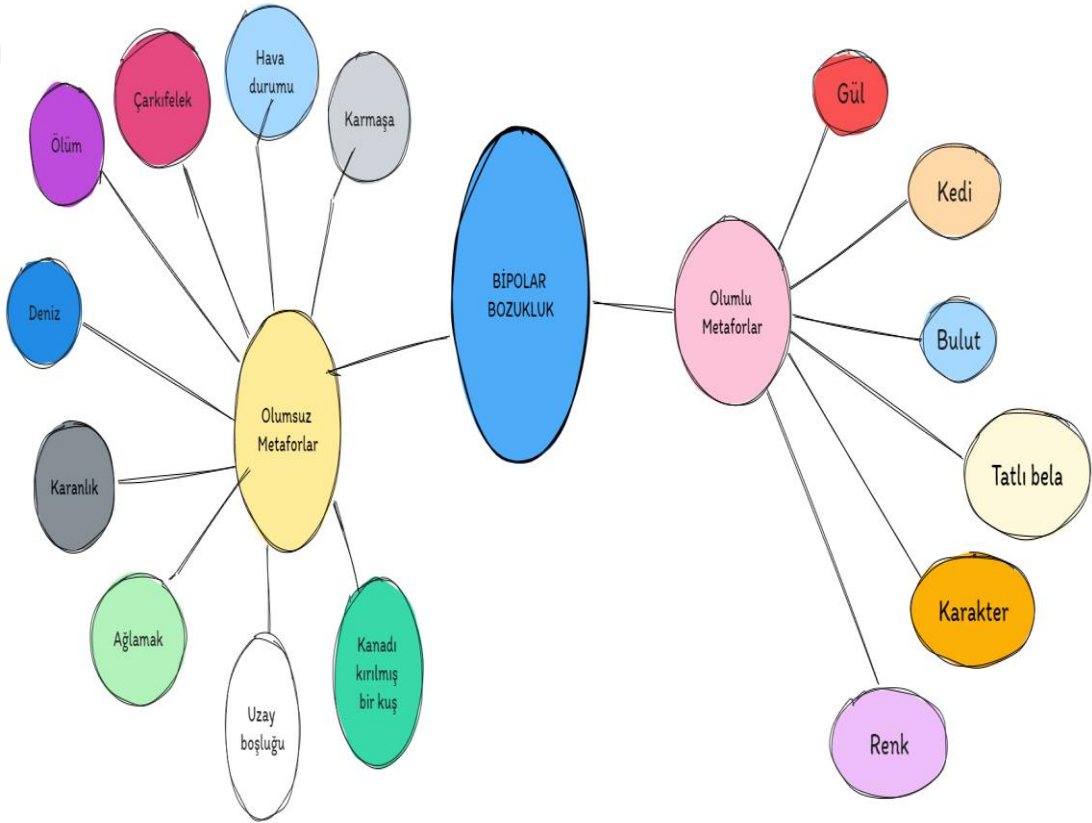 BİPOLAR
BOZUKLUK
Olumsuz
Metaforlar
Karmaşa
Hava
durumu
Çarkıfelek
Ölüm
Deniz
Karanlık
Ağlamak
Uzay
boşluğu
Kanadı
kırılmış
bir kuş
Olumlu
Metaforlar
Gül
Kedi
Bulut
Tatlı bela
Karakter
Renk